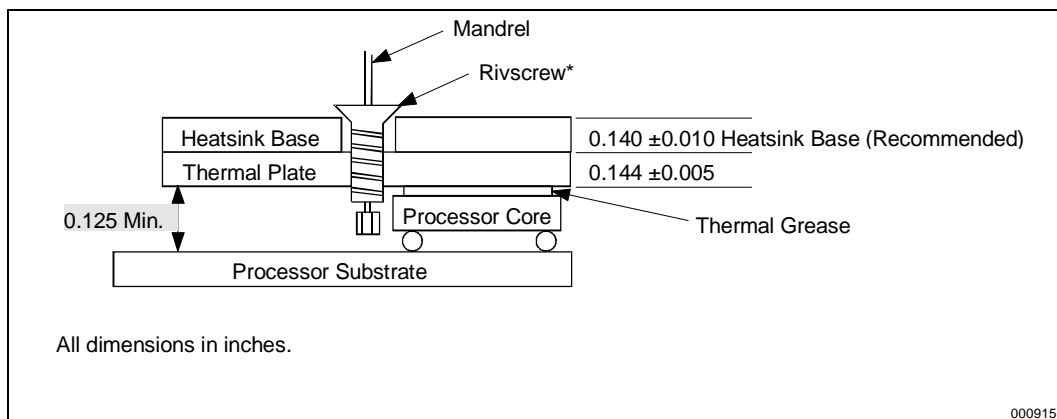 Mandrel
Rivscrew*
Heatsink Base
0.140 ±0.010 Heatsink Base (Recommended)
Thermal Plate
0.144 ±0.005
0.125 Min.
Processor Core
Thermal Grease
Processor Substrate
All dimensions in inches.
000915